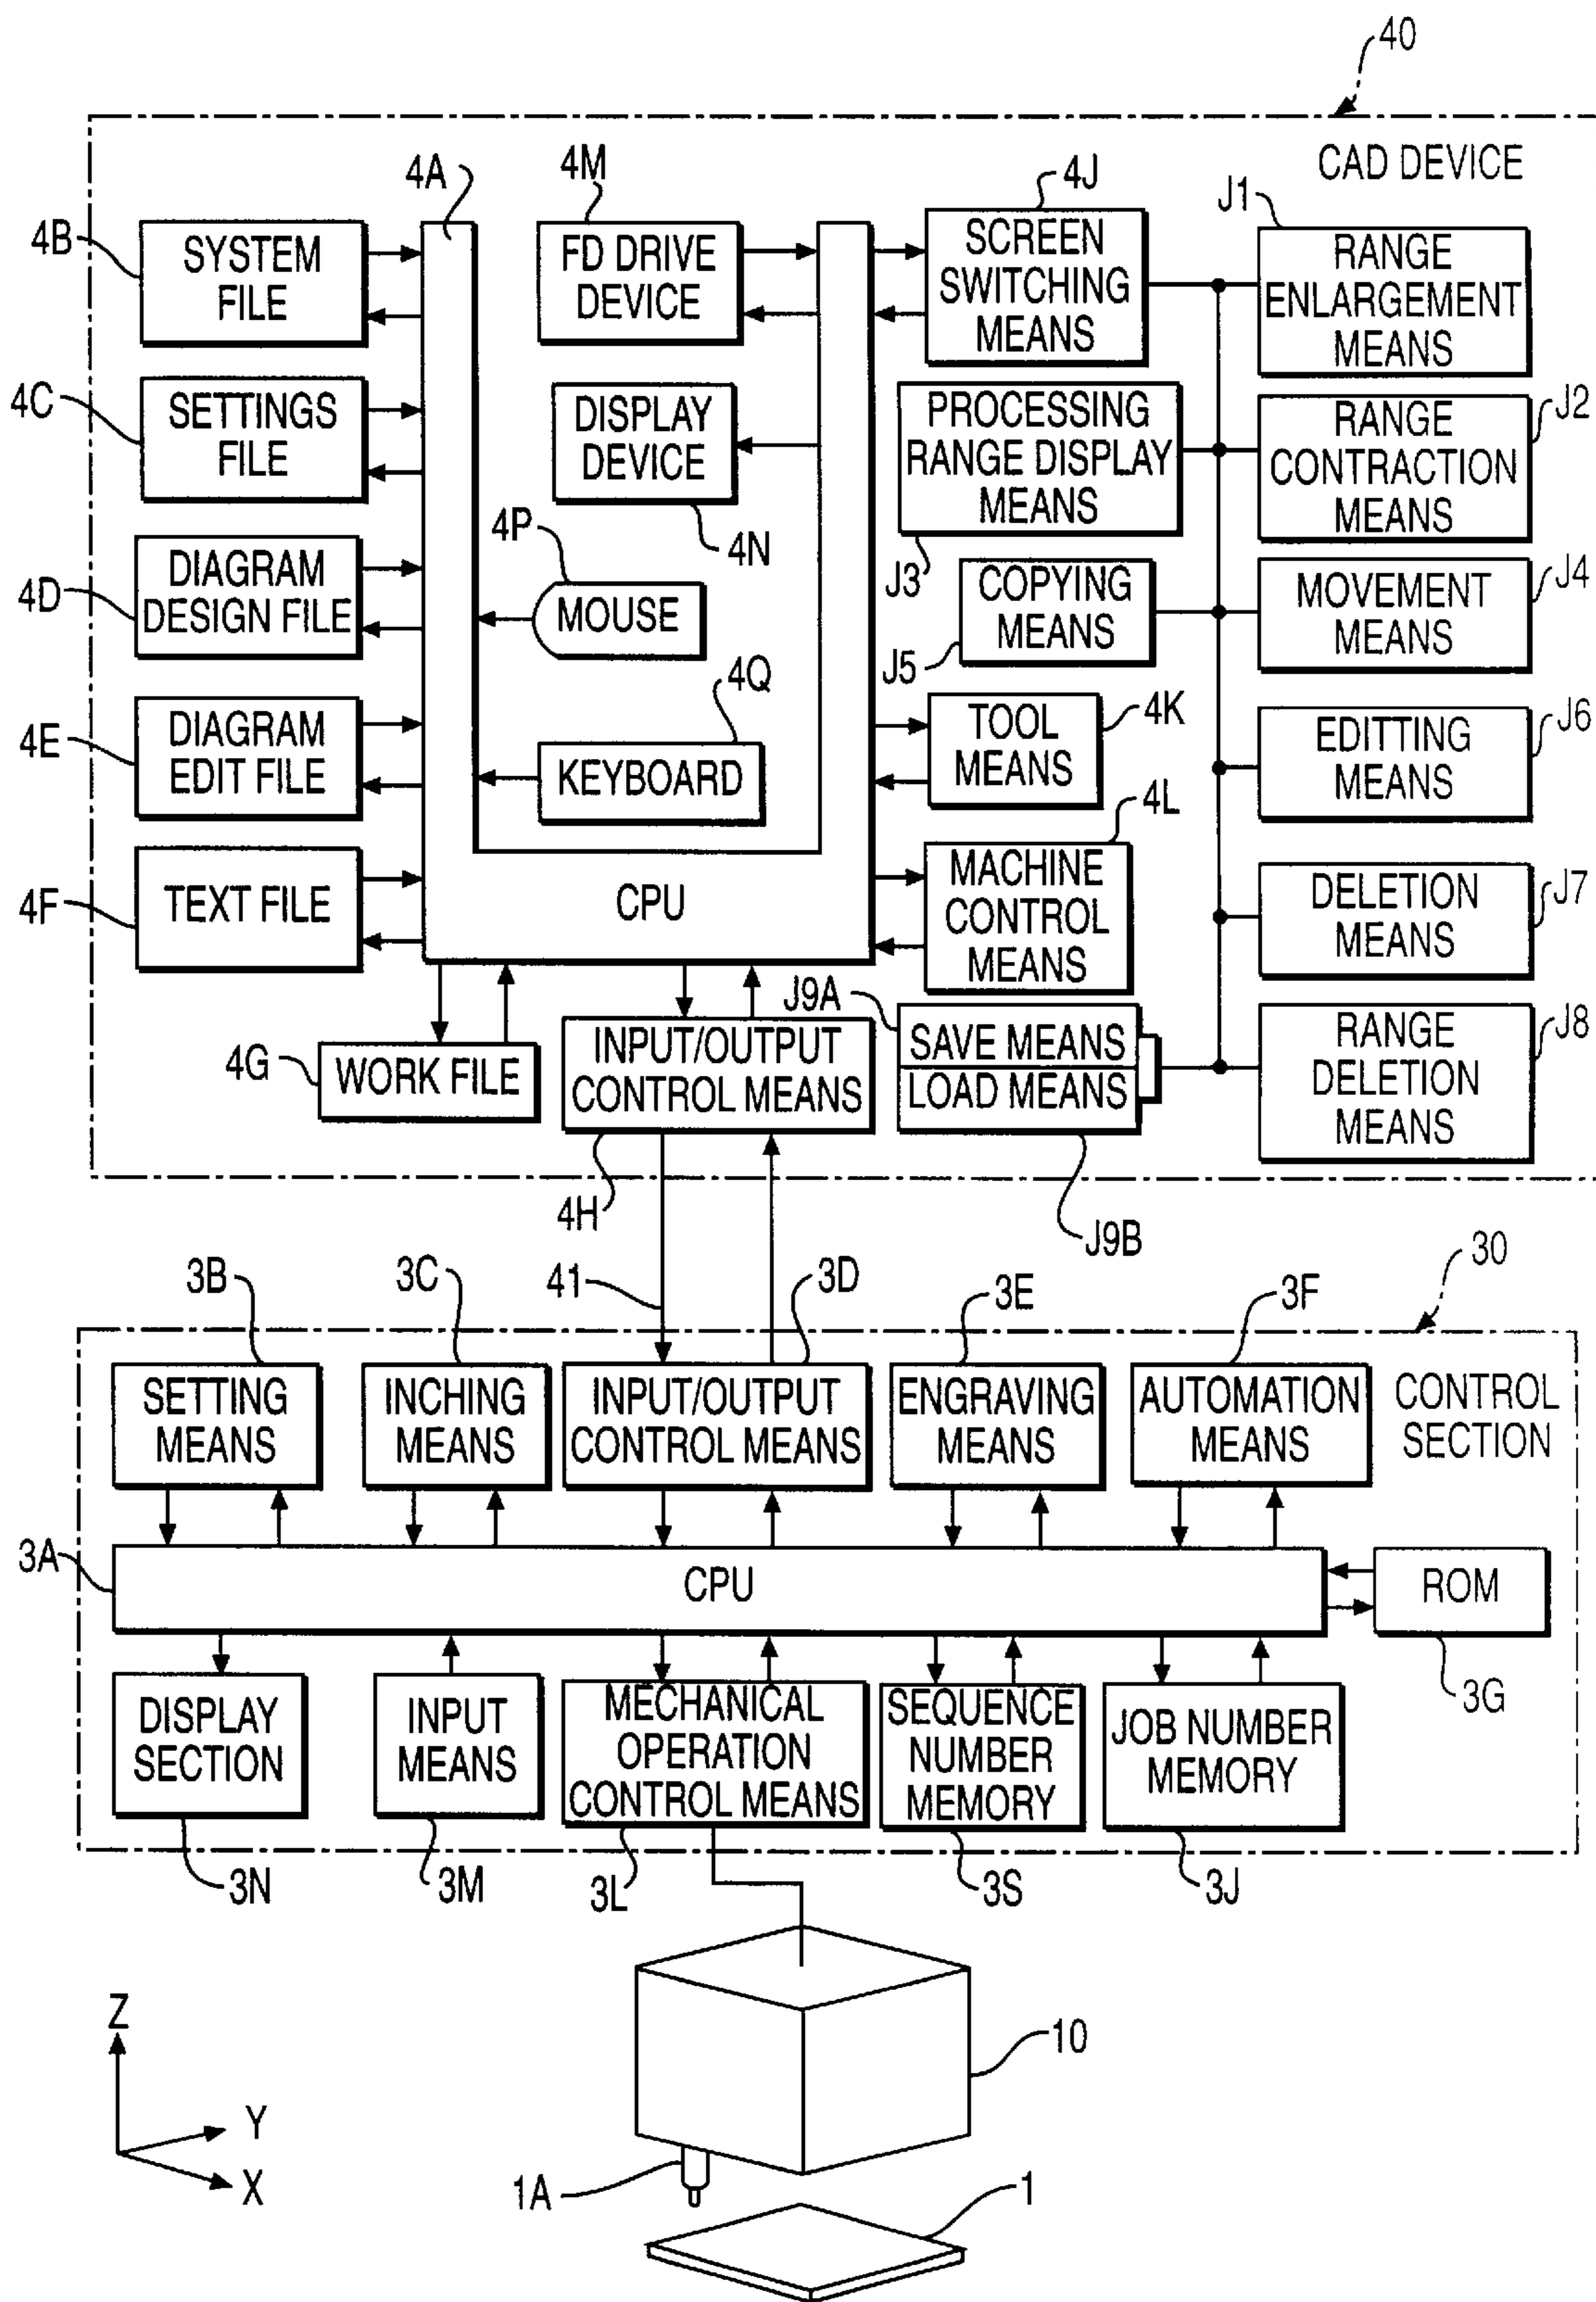 40
CAD DEVICE
4A
4M
4J
J1
4B
SYSTEM
FILE
FD DRIVE
DEVICE
SCREEN
SWITCHING
MEANS
RANGE
ENLARGEMENT
MEANS
4C
SETTINGS
FILE
DISPLAY
DEVICE
4N
PROCESSING
RANGE DISPLAY
MEANS
J3
RANGE
CONTRACTION
MEANS
J2
4D
DIAGRAM
DESIGN FILE
4P
MOUSE
COPYING
MEANS
J5
MOVEMENT
MEANS
J4
4E
DIAGRAM
EDIT FILE
4Q
KEYBOARD
TOOL
MEANS
4K
EDITTING
MEANS
J6
4F
TEXT FILE
CPU
4L
MACHINE
CONTROL
MEANS
DELETION
MEANS
J7
4G
WORK FILE
INPUT/OUTPUT
CONTROL MEANS
4H
J9A
SAVE MEANS
LOAD MEANS
J9B
RANGE
DELETION
MEANS
J8
41
30
3B
3C
3D
3E
3F
SETTING
MEANS
INCHING
MEANS
INPUT/OUTPUT
CONTROL MEANS
ENGRAVING
MEANS
AUTOMATION
MEANS
CONTROL
SECTION
3A
CPU
ROM
3G
DISPLAY
SECTION
INPUT
MEANS
MECHANICAL
OPERATION
CONTROL MEANS
SEQUENCE
NUMBER
MEMORY
JOB NUMBER
MEMORY
3N
3M
3L
3S
3J
Z
Y
X
10
1A
1